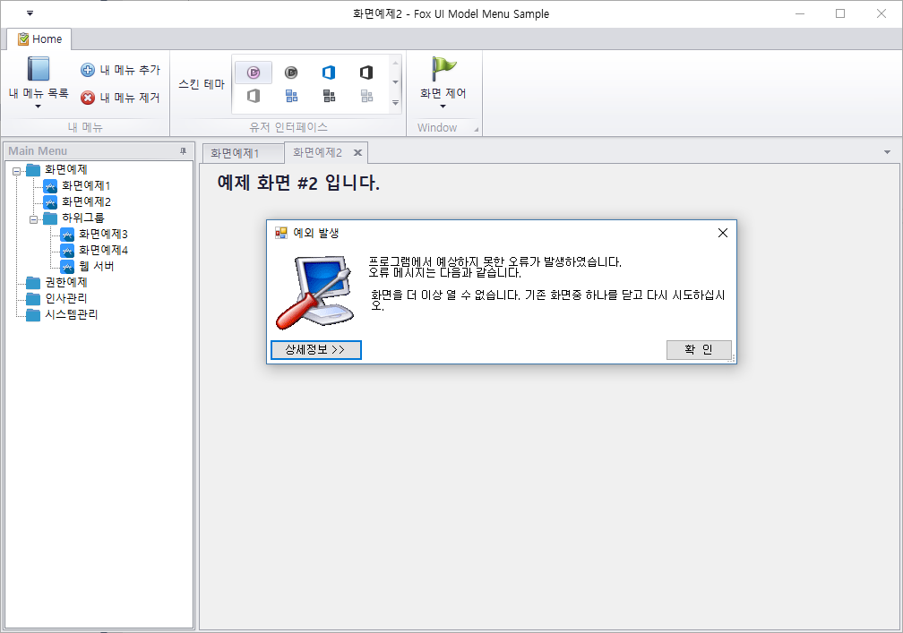 화면예제2 - Fox UI Model Menu Sample
Home
내 메뉴 목록
내 메뉴 추가
내 메뉴 제거
내 메뉴
스킨 테마
유저 인터페이스
화면 제어
Window
Main Menu
화면예제
화면예제1
화면예제2
하위그룹
화면예제3
화면예제4
웹 서버
권한예제
인사관리
시스템관리
화면예제1
화면예제2
예제 화면 #2 입니다.
예외 발생
프로그램에서 예상하지 못한 오류가 발생하였습니다.
오류 메시지는 다음과 같습니다.
화면을 더 이상 열 수 없습니다. 기존 화면중 하나를 닫고 다시 시도하십시
오.
상세정보 >>
확 인